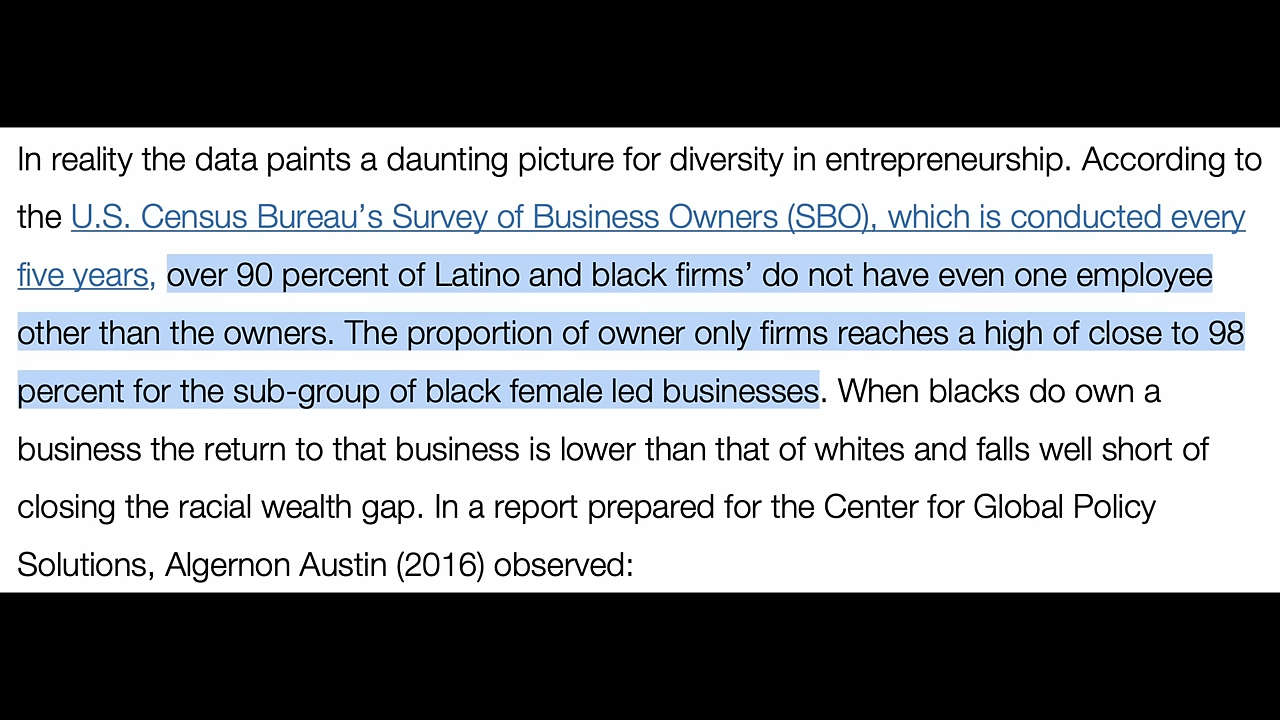 In reality the data paints a daunting picture for diversity in entrepreneurship. According to
the U.S. Census Bureau’s Survey of Business Owners (SBO), which is conducted every
five years, over 90 percent of Latino and black firms’ do not have even one employee
other than the owners. The proportion of owner only firms reaches a high of close to 98
percent for the sub-group of black female led businesses. When blacks do own a
business the return to that business is lower than that of whites and falls well short of
closing the racial wealth gap. In a report prepared for the Center for Global Policy
Solutions, Algernon Austin (2016) observed: